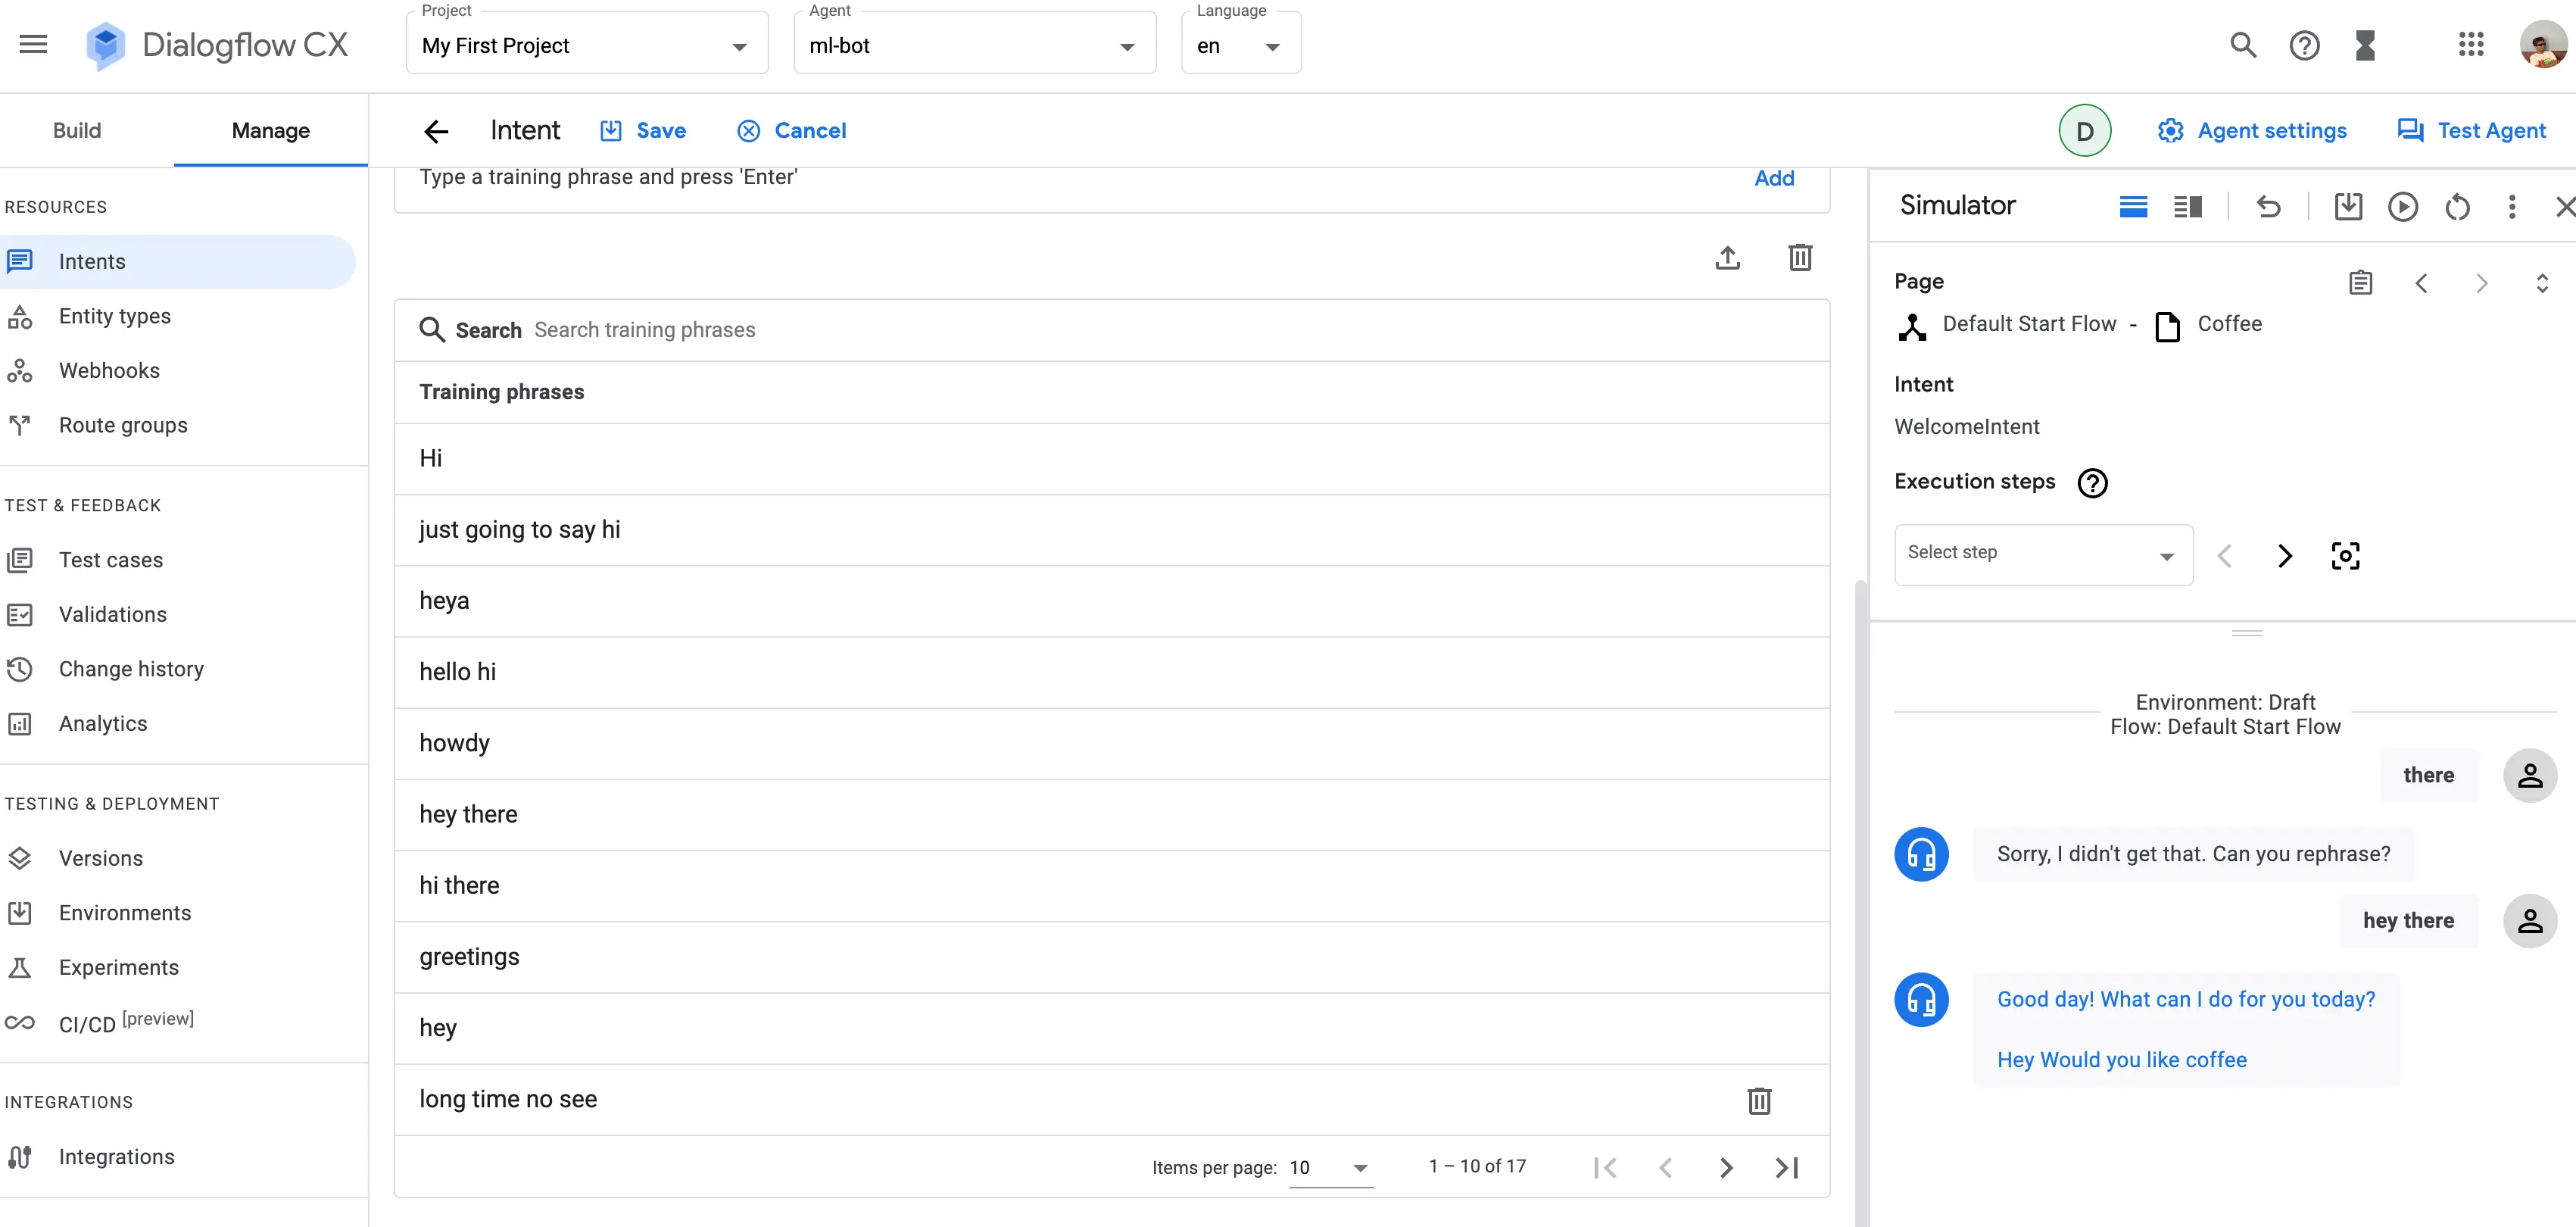 Project
Agent
Language
Dialogflow CX
My First Project
ml-bot
en
Build
Manage
Intent
Save
Cancel
D
Agent settings
Test Agent
RESOURCES
Intents
Entity types
Webhooks
Route groups
TEST & FEEDBACK
Test cases
Validations
Change history
Analytics
TESTING & DEPLOYMENT
Versions
Environments
Experiments
CI/CD [preview]
INTEGRATIONS
Integrations
Type a training phrase and press 'Enter'
Add
Search Search training phrases
Training phrases
Hi
just going to say hi
heya
hello hi
howdy
hey there
hi there
greetings
hey
long time no see
Items per page: 10
1 – 10 of 17
Simulator
Page
Default Start Flow - Coffee
Intent
WelcomeIntent
Execution steps
Select step
Environment: Draft
Flow: Default Start Flow
there
Sorry, I didn't get that. Can you rephrase?
hey there
Good day! What can I do for you today?
Hey Would you like coffee